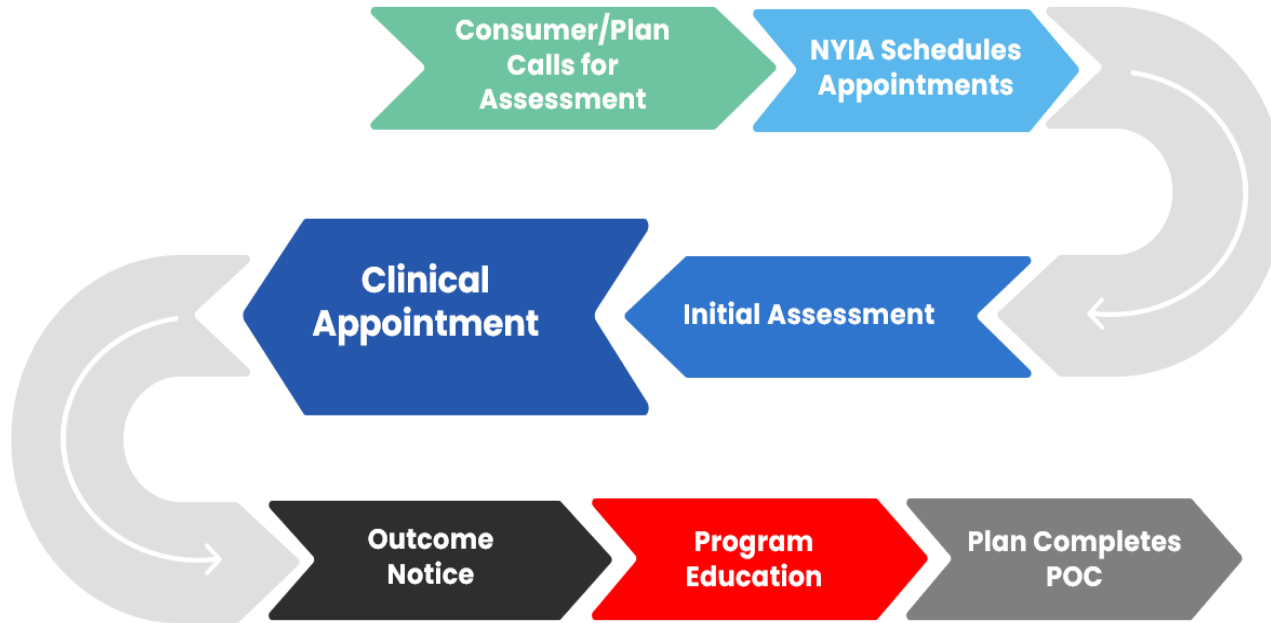 Consumer/Plan
Calls for
Assessment
NYIA Schedules
Appointments
Initial Assessment
Clinical
Appointment
Outcome
Notice
Program
Education
Plan Completes
POC